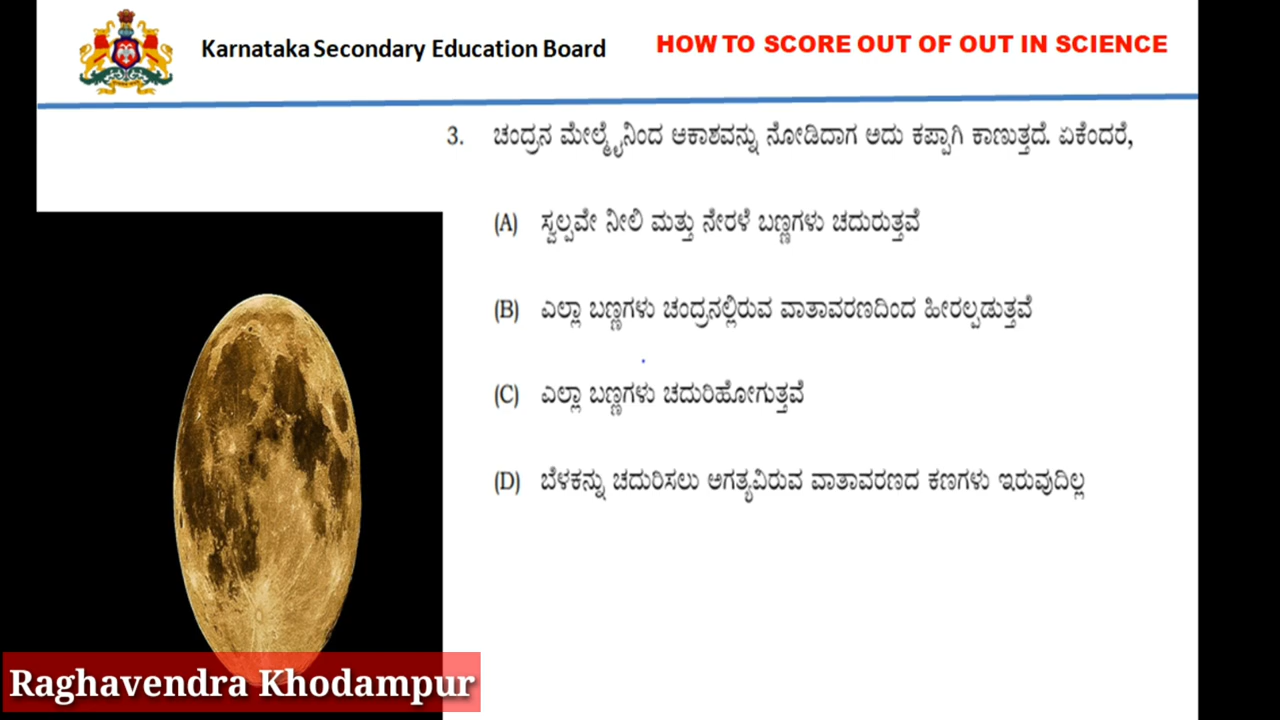 Karnataka Secondary Education Board
HOW TO SCORE OUT OF OUT IN SCIENCE
3. ಚಂದ್ರನ ಮೇಲ್ಮೈನಿಂದ ಆಕಾಶವನ್ನು ನೋಡಿದಾಗ ಅದು ಕಪ್ಪಾಗಿ ಕಾಣುತ್ತದೆ. ಏಕೆಂದರೆ,
(A) ಸ್ವಲ್ಪವೇ ನೀಲಿ ಮತ್ತು ನೇರಳೆ ಬಣ್ಣಗಳು ಚದುರುತ್ತವೆ
(B) ಎಲ್ಲಾ ಬಣ್ಣಗಳು ಚಂದ್ರನಲ್ಲಿರುವ ವಾತಾವರಣದಿಂದ ಹೀರಲ್ಪಡುತ್ತವೆ
(C) ಎಲ್ಲಾ ಬಣ್ಣಗಳು ಚದುರಿಹೋಗುತ್ತವೆ
(D) ಬೆಳಕನ್ನು ಚದುರಿಸಲು ಅಗತ್ಯವಿರುವ ವಾತಾವರಣದ ಕಣಗಳು ಇರುವುದಿಲ್ಲ
Raghavendra Khodampur